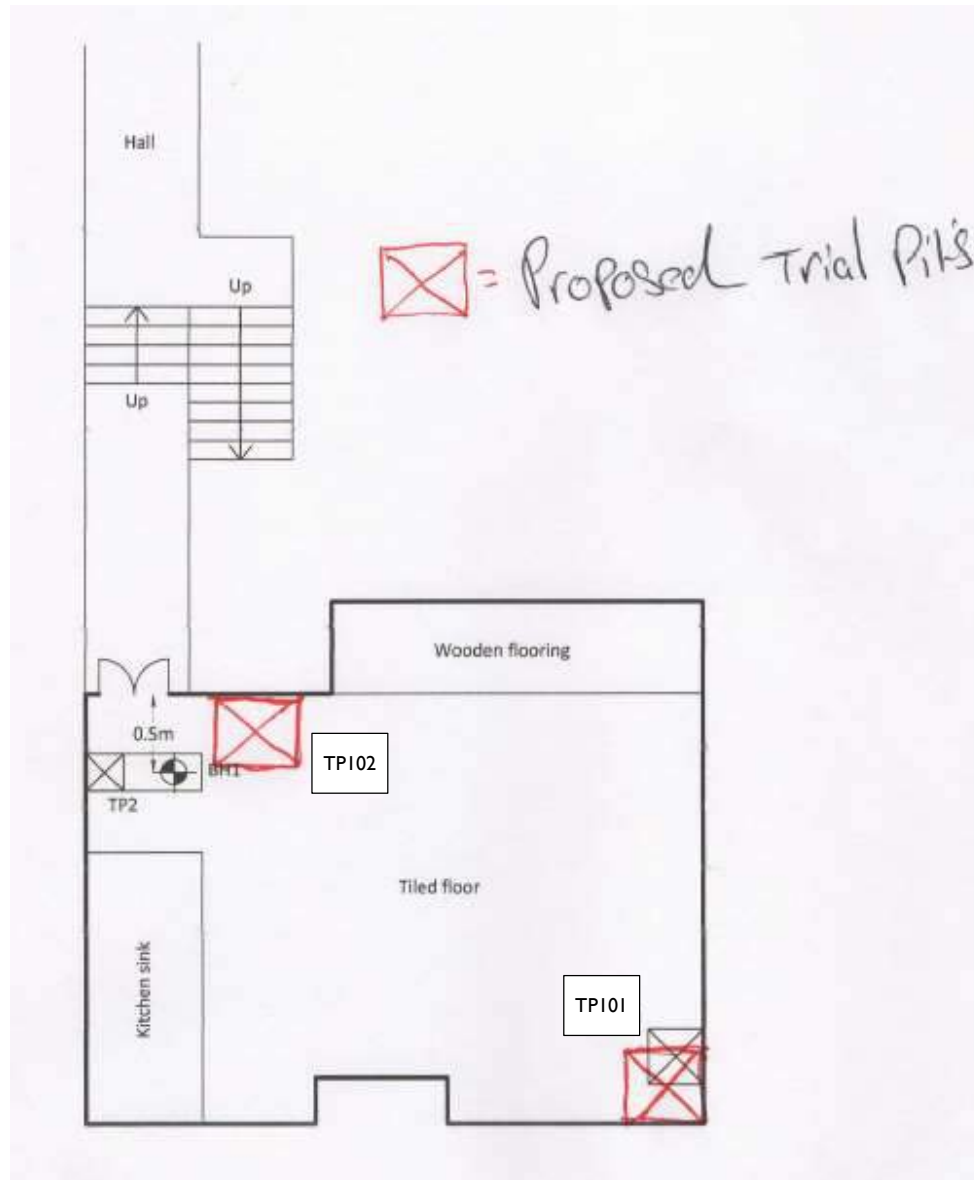 Hall
= Proposed Trial Pits
Up
Up
Wooden flooring
0.5m
TP102
BH1
TP2
Tiled floor
Kitchen sink
TP101